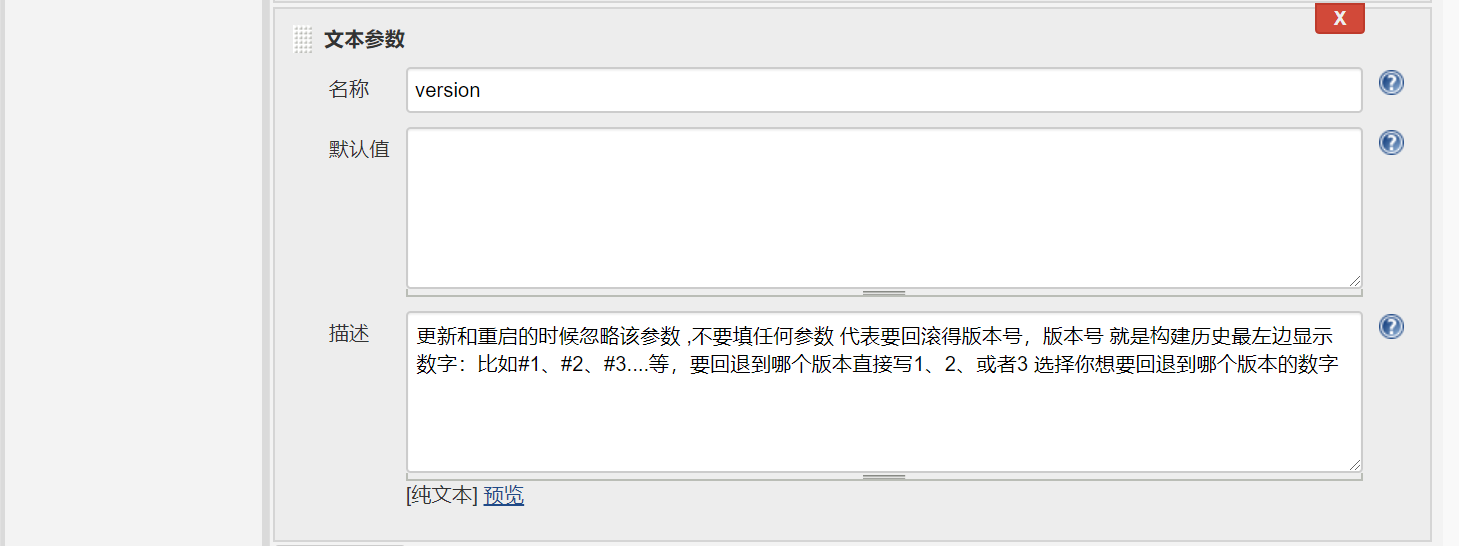 X
文本参数
名称
version
默认值
描述
更新和重启的时候忽略该参数 ,不要填任何参数 代表要回滚得版本号，版本号 就是构建历史最左边显示
数字：比如#1、#2、#3....等，要回退到哪个版本直接写1、2、或者3 选择你想要回退到哪个版本的数字
[纯文本] 预览